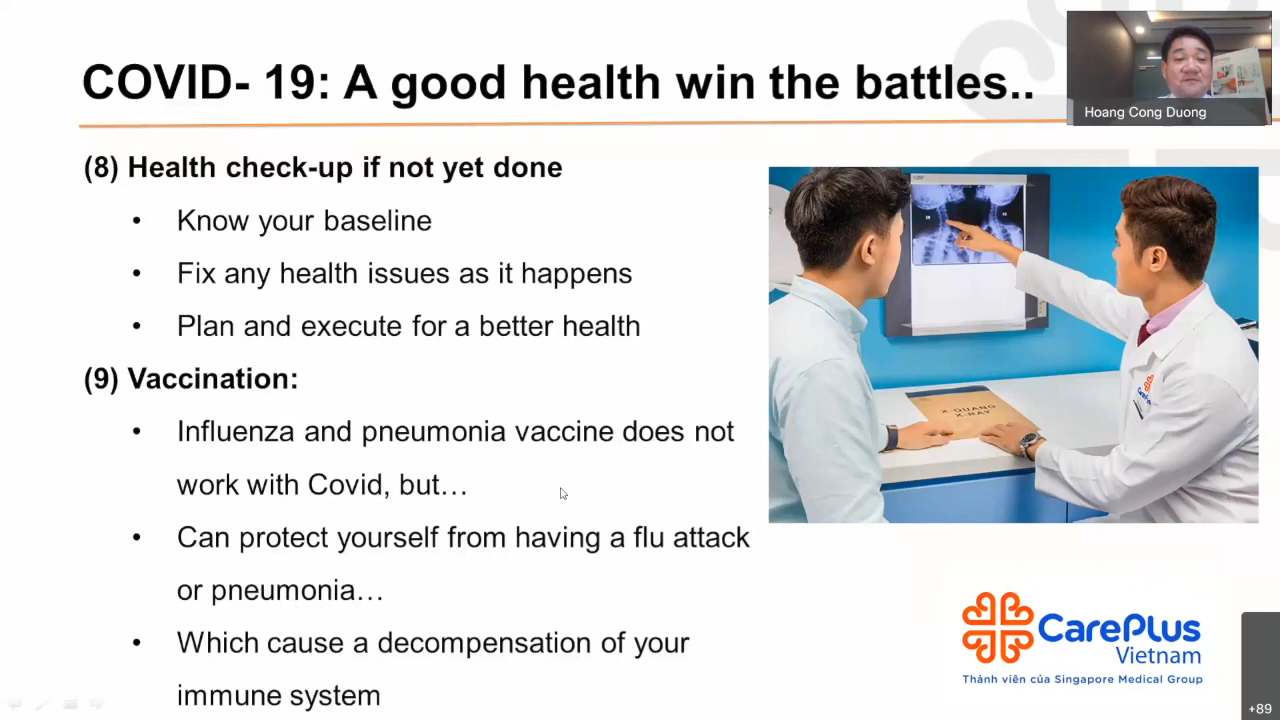 COVID- 19: A good health win the battles..
Hoang Cong Duong
(8) Health check-up if not yet done
• Know your baseline
• Fix any health issues as it happens
• Plan and execute for a better health
(9) Vaccination:
• Influenza and pneumonia vaccine does not
work with Covid, but…
• Can protect yourself from having a flu attack
or pneumonia…
• Which cause a decompensation of your
immune system
X-QUANG
X-RAY
CarePlus
Vietnam
Thành viên của Singapore Medical Group
+89